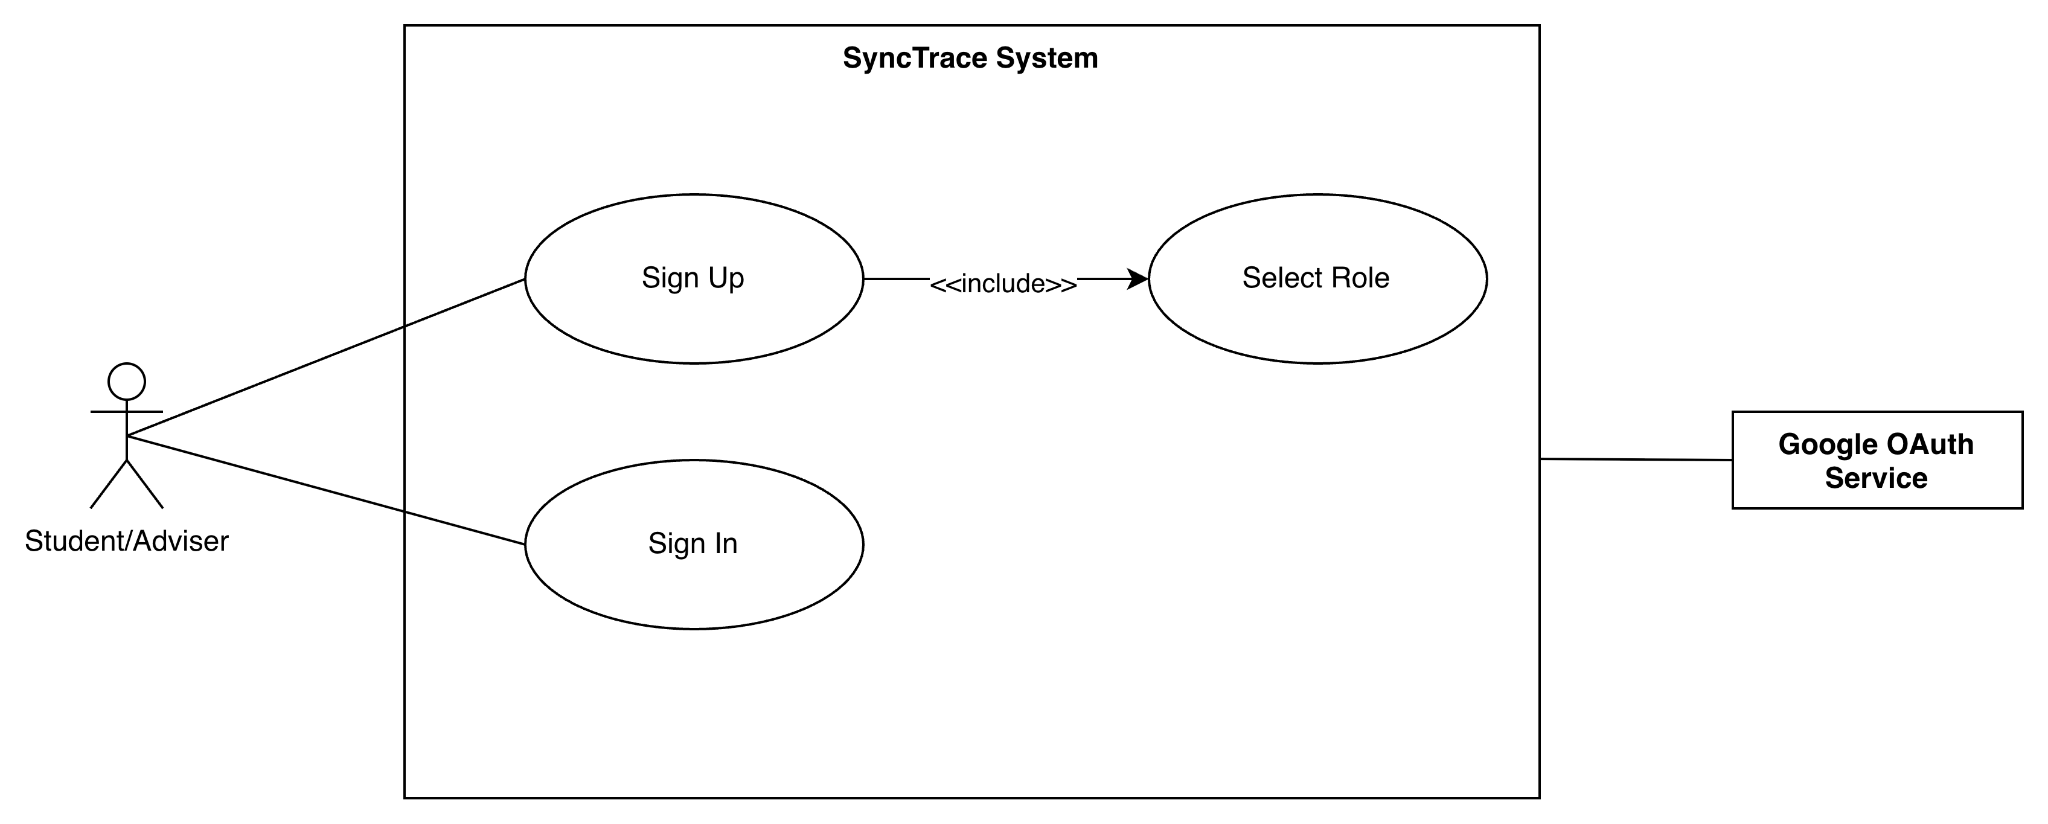 SyncTrace System
Sign Up
<<include>>
Select Role
Student/Adviser
Sign In
Google OAuth
Service